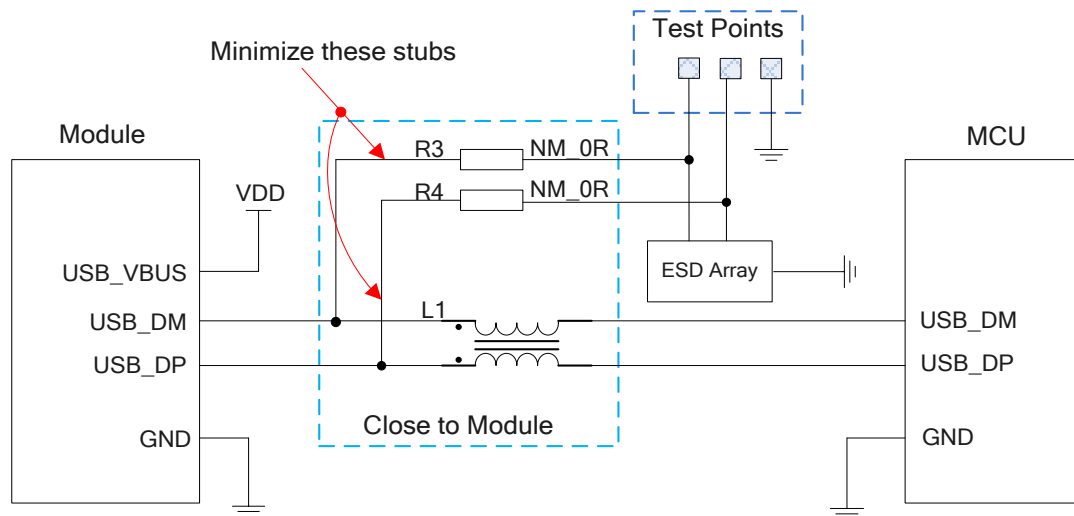 Test Points
Minimize these stubs
Module
MCU
R3
NM_0R
VDD
R4
NM_0R
USB_VBUS
ESD Array
L1
USB_DM
USB_DM
USB_DP
USB_DP
Close to Module
GND
GND